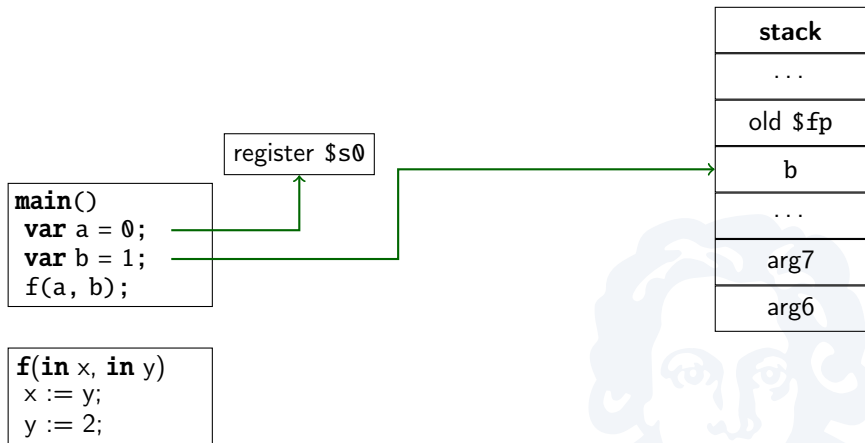 stack
...
old $fp
register $s0
b
main()
var a = 0;
...
var b = 1;
f(a, b);
arg7
arg6
f(in x, in y)
x := y;
y := 2;